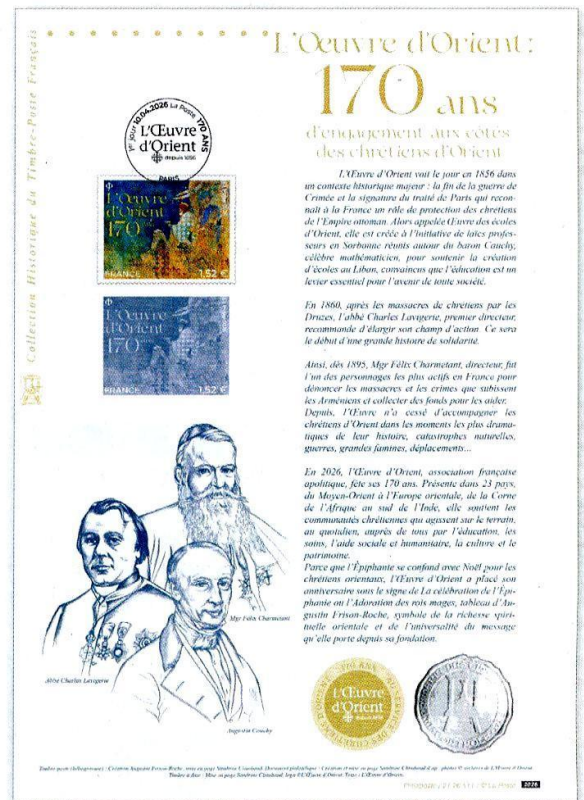 Collection Historique du Timbre-Poste Français
L'Œuvre d'Orient :
170 ans
d'engagement aux côtés
des chrétiens d'Orient
1er jour 10.04.2026 La Poste 170 ANS
L'Œuvre
d'Orient
depuis 1856
PARIS
L'Œuvre
d'Orient
170
FRANCE 1,52 €
L'Œuvre
d'Orient
170
FRANCE 1,52 €
L'Œuvre d'Orient voit le jour en 1856 dans
un contexte historique majeur : la fin de la guerre de
Crimée et la signature du traité de Paris qui recon-
naît à la France un rôle de protection des chrétiens
de l'Empire ottoman. Alors appelée Œuvre des écoles
d'Orient, elle est créée à l'initiative de laïcs profes-
seurs en Sorbonne réunis autour du baron Cauchy,
célèbre mathématicien, pour soutenir la création
d'écoles au Liban, convaincus que l'éducation est un
levier essentiel pour l'avenir de toute société.
En 1860, après les massacres de chrétiens par les
Druzes, l'abbé Charles Lavigerie, premier directeur,
recommande d'élargir son champ d'action. Ce sera
le début d'une grande histoire de solidarité.
Ainsi, dès 1895, Mgr Félix Charmetant, directeur, fut
l'un des personnages les plus actifs en France pour
dénoncer les massacres et les crimes que subissent
les Arméniens et collecter des fonds pour les aider.
Depuis, l'Œuvre n'a cessé d'accompagner les
chrétiens d'Orient dans les moments les plus drama-
tiques de leur histoire, catastrophes naturelles,
guerres, grandes famines, déplacements...
En 2026, l'Œuvre d'Orient, association française
apolitique, fête ses 170 ans. Présente dans 23 pays,
du Moyen-Orient à l'Europe orientale, de la Corne
de l'Afrique au sud de l'Inde, elle soutient les
communautés chrétiennes qui agissent sur le terrain,
au quotidien, auprès de tous par l'éducation, les
soins, l'aide sociale et humanitaire, la culture et le
patrimoine.
Parce que l'Épiphanie se confond avec Noël pour les
chrétiens orientaux, l'Œuvre d'Orient a placé son
anniversaire sous le signe de La célébration de l'Épi-
phanie ou l'Adoration des rois mages, tableau d'Au-
gustin Frison-Roche, symbole de la richesse spiri-
tuelle orientale et de l'universalité du message
qu'elle porte depuis sa fondation.
Mgr Félix Charmetant
Abbé Charles Lavigerie
Augustin Cauchy
170 ANS AU SERVICE DES CHRÉTIENS D'ORIENT
L'Œuvre
d'Orient
depuis 1856
2026